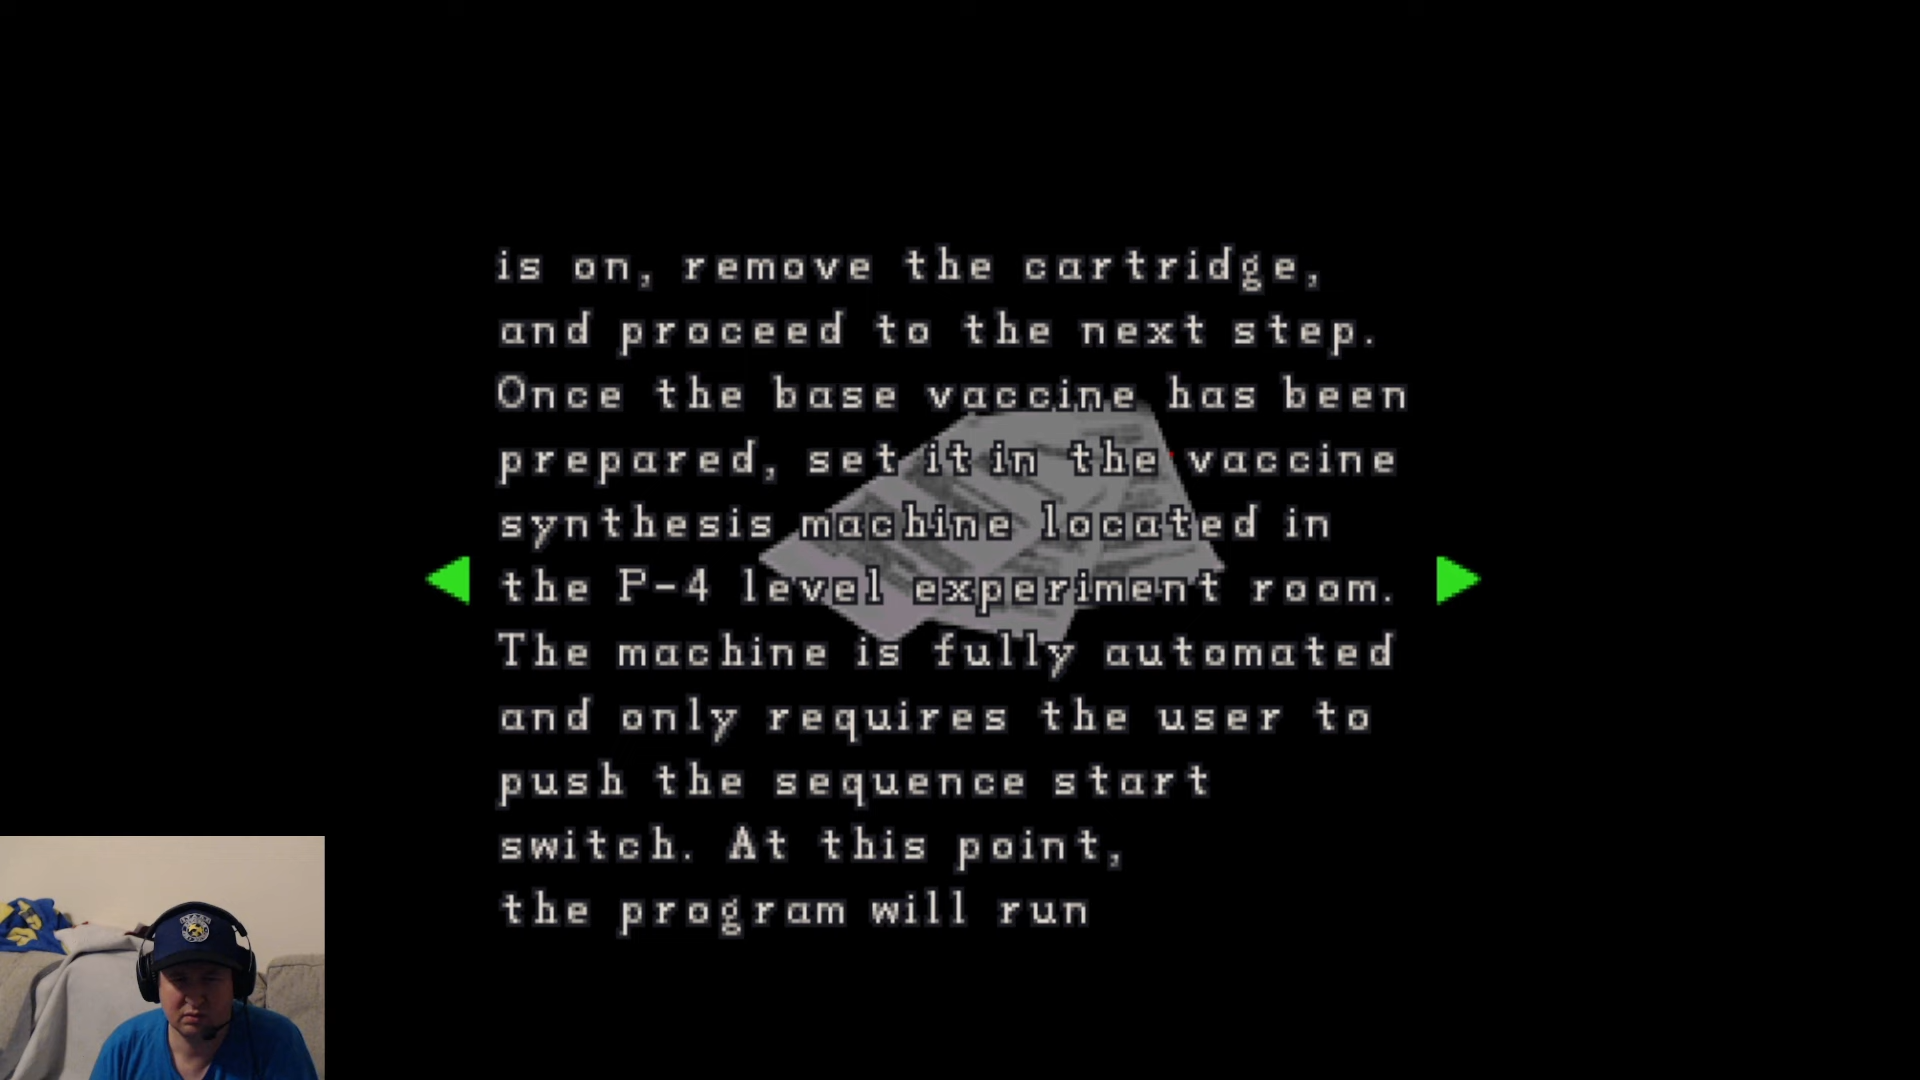 is on, remove the cartridge,
and proceed to the next step.
Once the base vaccine has been
prepared, set it in the vaccine
synthesis machine located in
the P-4 level experiment room.
The machine is fully automated
and only requires the user to
push the sequence start
switch. At this point,
the program will run